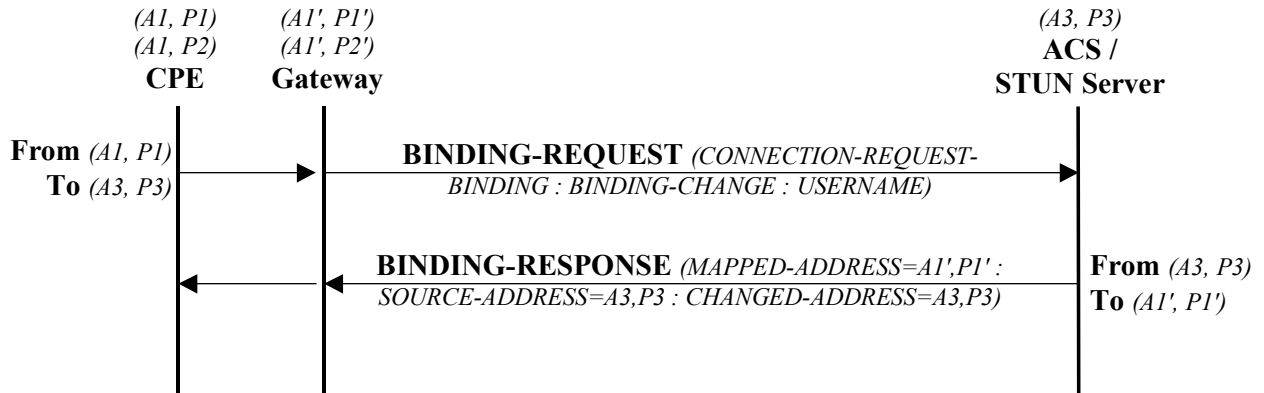 (A1, P1)
(A1, P2)
CPE
(A1', P1')
(A1', P2')
Gateway
(A3, P3)
ACS /
STUN Server
From (A1, P1)
To (A3, P3)
BINDING-REQUEST (CONNECTION-REQUEST-
BINDING : BINDING-CHANGE : USERNAME)
BINDING-RESPONSE (MAPPED-ADDRESS=A1',P1' :
SOURCE-ADDRESS=A3,P3 : CHANGED-ADDRESS=A3,P3)
From (A3, P3)
To (A1', P1')